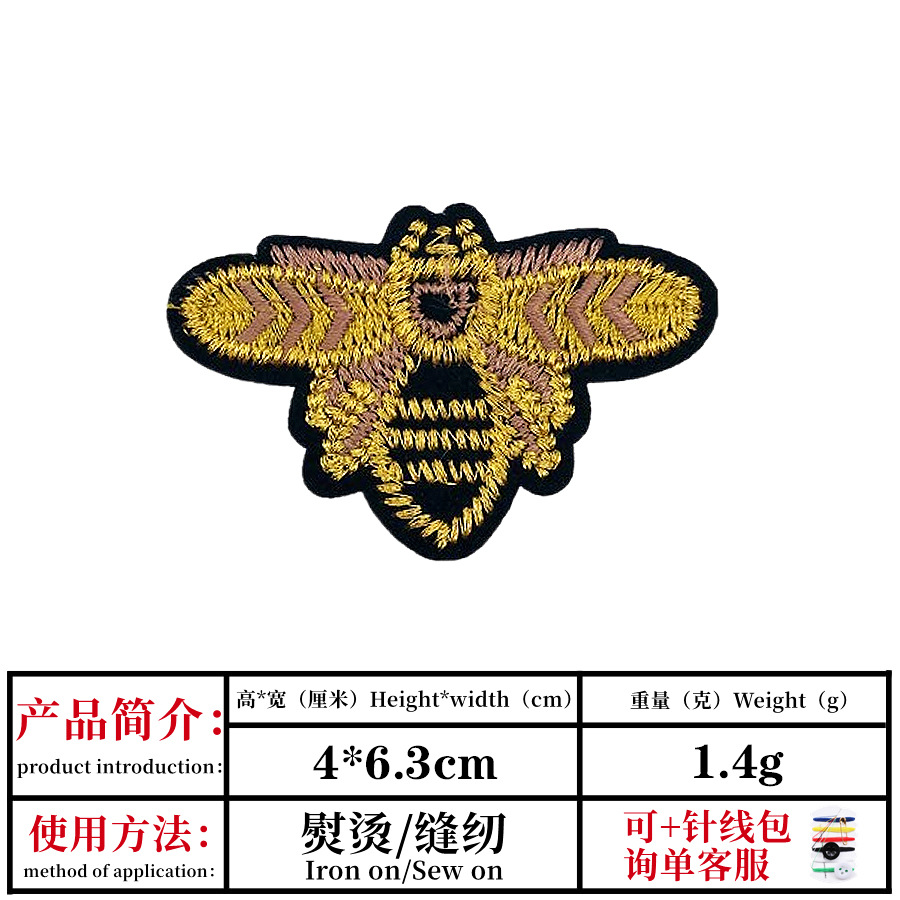 产品简介：
product introduction:
高*宽（厘米）Height*width（cm）
重量（克）Weight（g）
4*6.3cm
1.4g
使用方法：
method of application:
熨烫/缝纫
Iron on/Sew on
可+针线包
询单客服